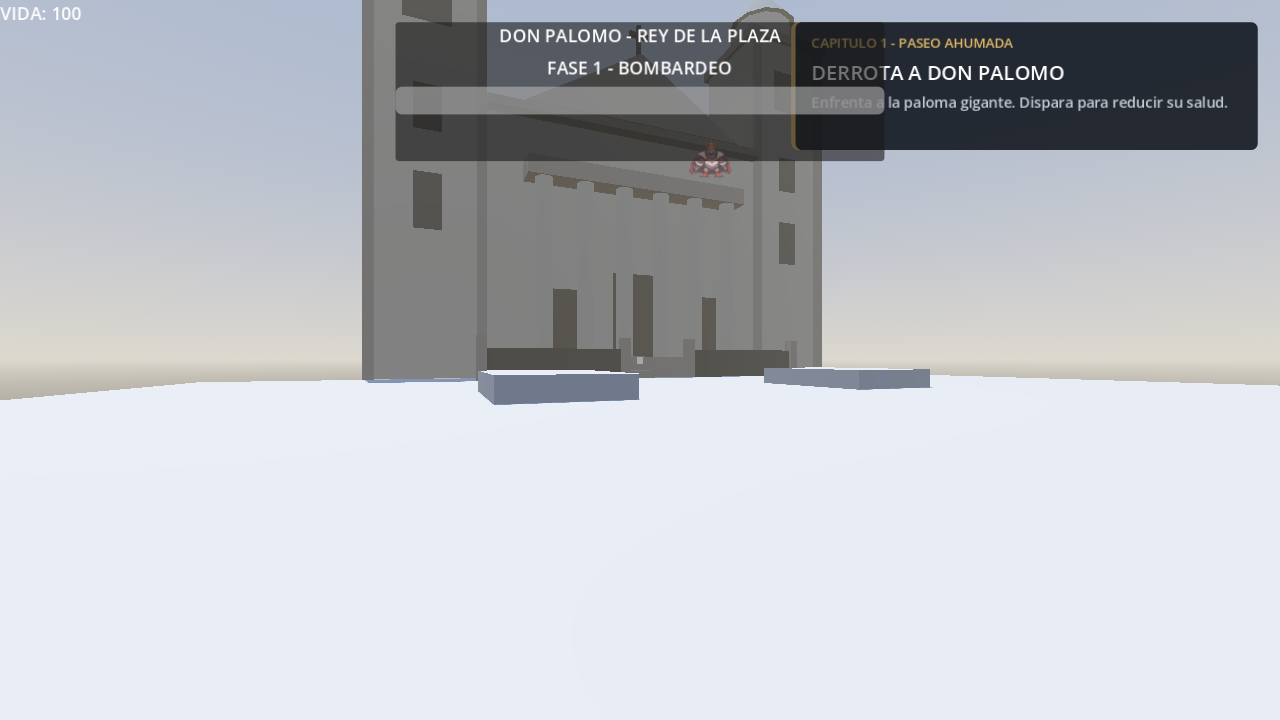 VIDA: 100
DON PALOMO - REY DE LA PLAZA
FASE 1 - BOMBARDEO
CAPITULO 1 - PASEO AHUMADA
DERROTA A DON PALOMO
Enfrenta a la paloma gigante. Dispara para reducir su salud.